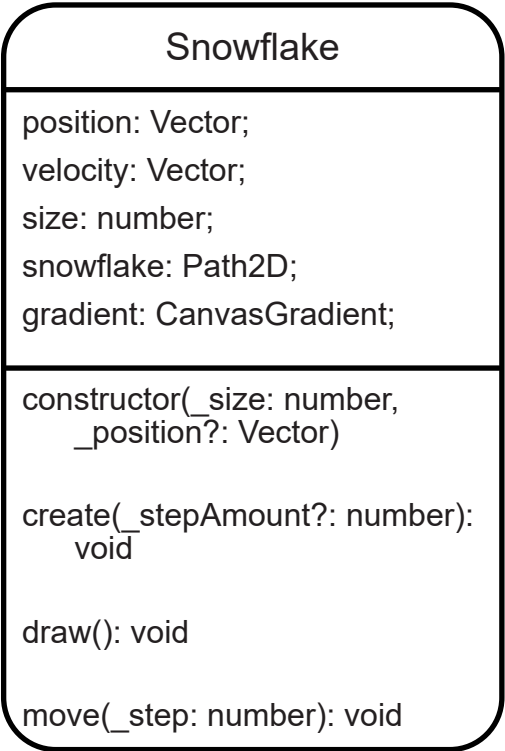 Snowflake
position: Vector;
velocity: Vector;
size: number;
snowflake: Path2D;
gradient: CanvasGradient;
constructor(_size: number,
_position?: Vector)
create(_stepAmount?: number):
void
draw(): void
move(_step: number): void